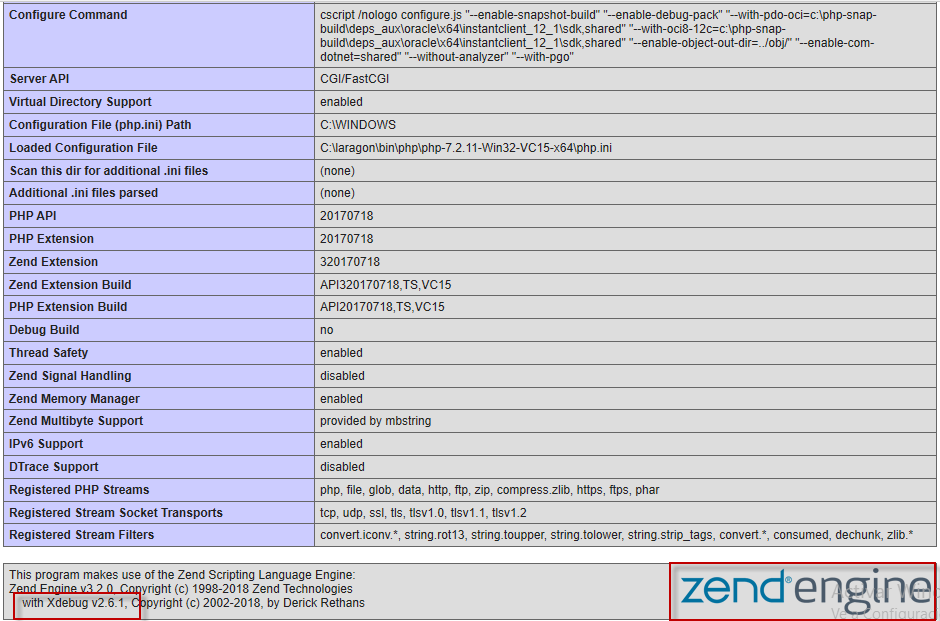 Configure Command cscript /nologo configure.js "--enable-snapshot-build" "--enable-debug-pack" "--with-pdo-oci=c:\php-snap-
build\deps_aux\oracle\x64\instantclient_12_1\sdk,shared" "--with-oci8-12c=c:\php-snap-
build\deps_aux\oracle\x64\instantclient_12_1\sdk,shared" "--enable-object-out-dir=../obj/" "--enable-com-
dotnet=shared" "--without-analyzer" "--with-pgo"
Server API CGI/FastCGI
Virtual Directory Support enabled
Configuration File (php.ini) Path C:\WINDOWS
Loaded Configuration File C:\laragon\bin\php\php-7.2.11-Win32-VC15-x64\php.ini
Scan this dir for additional .ini files (none)
Additional .ini files parsed (none)
PHP API 20170718
PHP Extension 20170718
Zend Extension 320170718
Zend Extension Build API320170718,TS,VC15
PHP Extension Build API20170718,TS,VC15
Debug Build no
Thread Safety enabled
Zend Signal Handling disabled
Zend Memory Manager enabled
Zend Multibyte Support provided by mbstring
IPv6 Support enabled
DTrace Support disabled
Registered PHP Streams php, file, glob, data, http, ftp, zip, compress.zlib, https, ftps, phar
Registered Stream Socket Transports tcp, udp, ssl, tls, tlsv1.0, tlsv1.1, tlsv1.2
Registered Stream Filters convert.iconv.*, string.rot13, string.toupper, string.tolower, string.strip_tags, convert.*, consumed, dechunk, zlib.*
This program makes use of the Zend Scripting Language Engine:
Zend Engine v3.2.0, Copyright (c) 1998-2018 Zend Technologies
with Xdebug v2.6.1, Copyright (c) 2002-2018, by Derick Rethans
zend® engine
Activar Wind
Ve a Configuraci